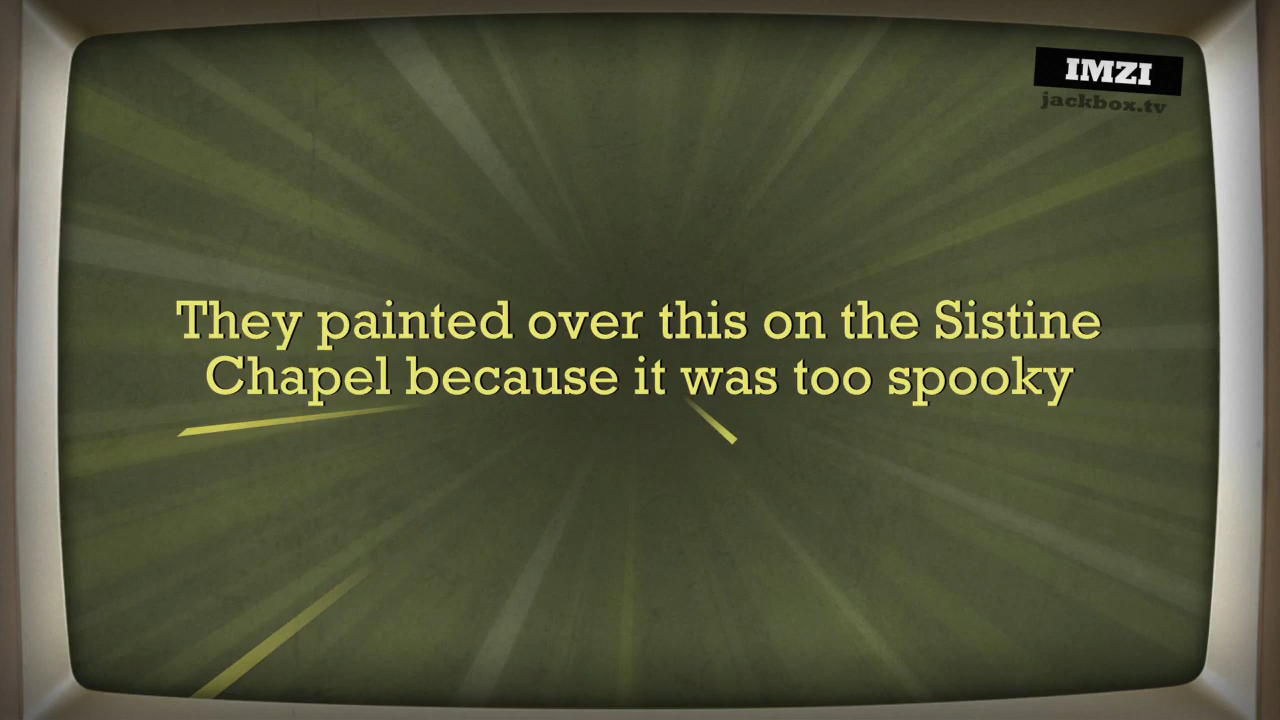 IMZI
jackbox.tv
They painted over this on the Sistine
Chapel because it was too spooky